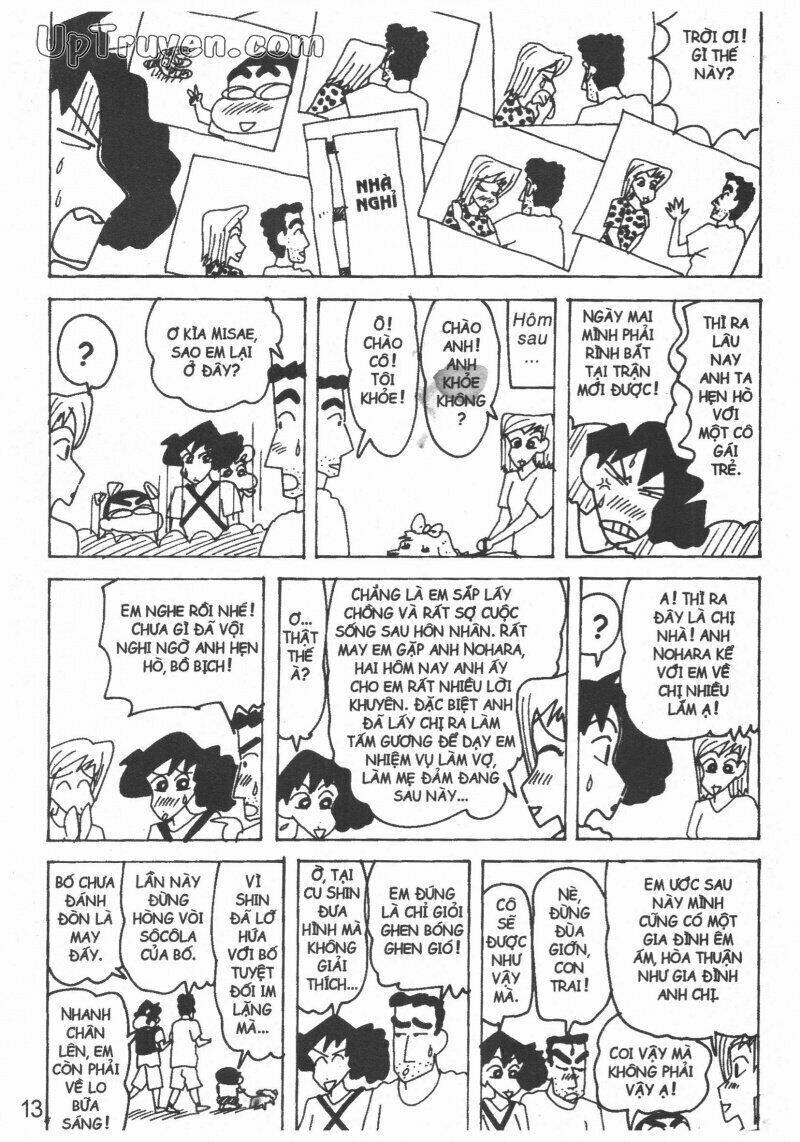 UpTruyen.com
TRỜI ƠI!
GÌ THẾ
NÀY?
NHÀ
NGHỈ
THÌ RA
LÂU
NAY
ANH TA
HẸN HÒ
VỚI
MỘT CÔ
GÁI
TRẺ.
NGÀY MAI
MÌNH PHẢI
RÌNH BẮT
TẠI TRẬN
MỚI ĐƯỢC!
Hôm
sau
...
CHÀO
ANH!
ANH
KHỎE
KHÔNG
?
Ô!
CHÀO
CÔ!
TÔI
KHỎE!
Ơ KÌA MISAE,
SAO EM LẠI
Ở ĐÂY?
?
A! THÌ RA
ĐÂY LÀ CHỊ
NHÀ! ANH
NOHARA KỂ
VỚI EM VỀ
CHỊ NHIỀU
LẮM Ạ!
?
CHẲNG LÀ EM SẮP LẤY
CHỒNG VÀ RẤT SỢ CUỘC
SỐNG SAU HÔN NHÂN. RẤT
MAY EM GẶP ANH NOHARA,
HAI HÔM NAY ANH ẤY
CHO EM RẤT NHIỀU LỜI
KHUYÊN. ĐẶC BIỆT ANH
ĐÃ LẤY CHỊ RA LÀM
TẤM GƯƠNG ĐỂ DẠY EM
NHIỆM VỤ LÀM VỢ,
LÀM MẸ ĐẢM ĐANG
SAU NÀY...
Ơ...
THẬT
THẾ
À?
EM NGHE RỒI NHÉ!
CHƯA GÌ ĐÃ VỘI
NGHI NGỜ ANH HẸN
HÒ, BỒ BỊCH!
EM ƯỚC SAU
NÀY MÌNH
CŨNG CÓ MỘT
GIA ĐÌNH ÊM
ẤM, HÒA THUẬN
NHƯ GIA ĐÌNH
ANH CHỊ.
COI VẬY MÀ
KHÔNG PHẢI
VẬY Ạ!
NÈ,
ĐỪNG
ĐÙA
GIỚN,
CON
TRAI!
CÔ
SẼ
ĐƯỢC
NHƯ
VẬY
MÀ.
EM ĐÚNG
LÀ CHỈ GIỎI
GHEN BÓNG
GHEN GIÓ!
Ờ, TẠI
CU SHIN
ĐƯA
HÌNH MÀ
KHÔNG
GIẢI
THÍCH...
VÌ
SHIN
ĐÃ LỠ
HỨA
VỚI BỐ
TUYỆT
ĐỐI IM
LẶNG
MÀ...
LẦN NÀY
ĐỪNG
HÒNG VÒI
SÔCÔLA
CỦA BỐ.
BỐ CHƯA
ĐÁNH
ĐÒN LÀ
MAY
ĐẤY.
NHANH
CHÂN
LÊN, EM
CÒN PHẢI
VỀ LO
BỮA
SÁNG!
13